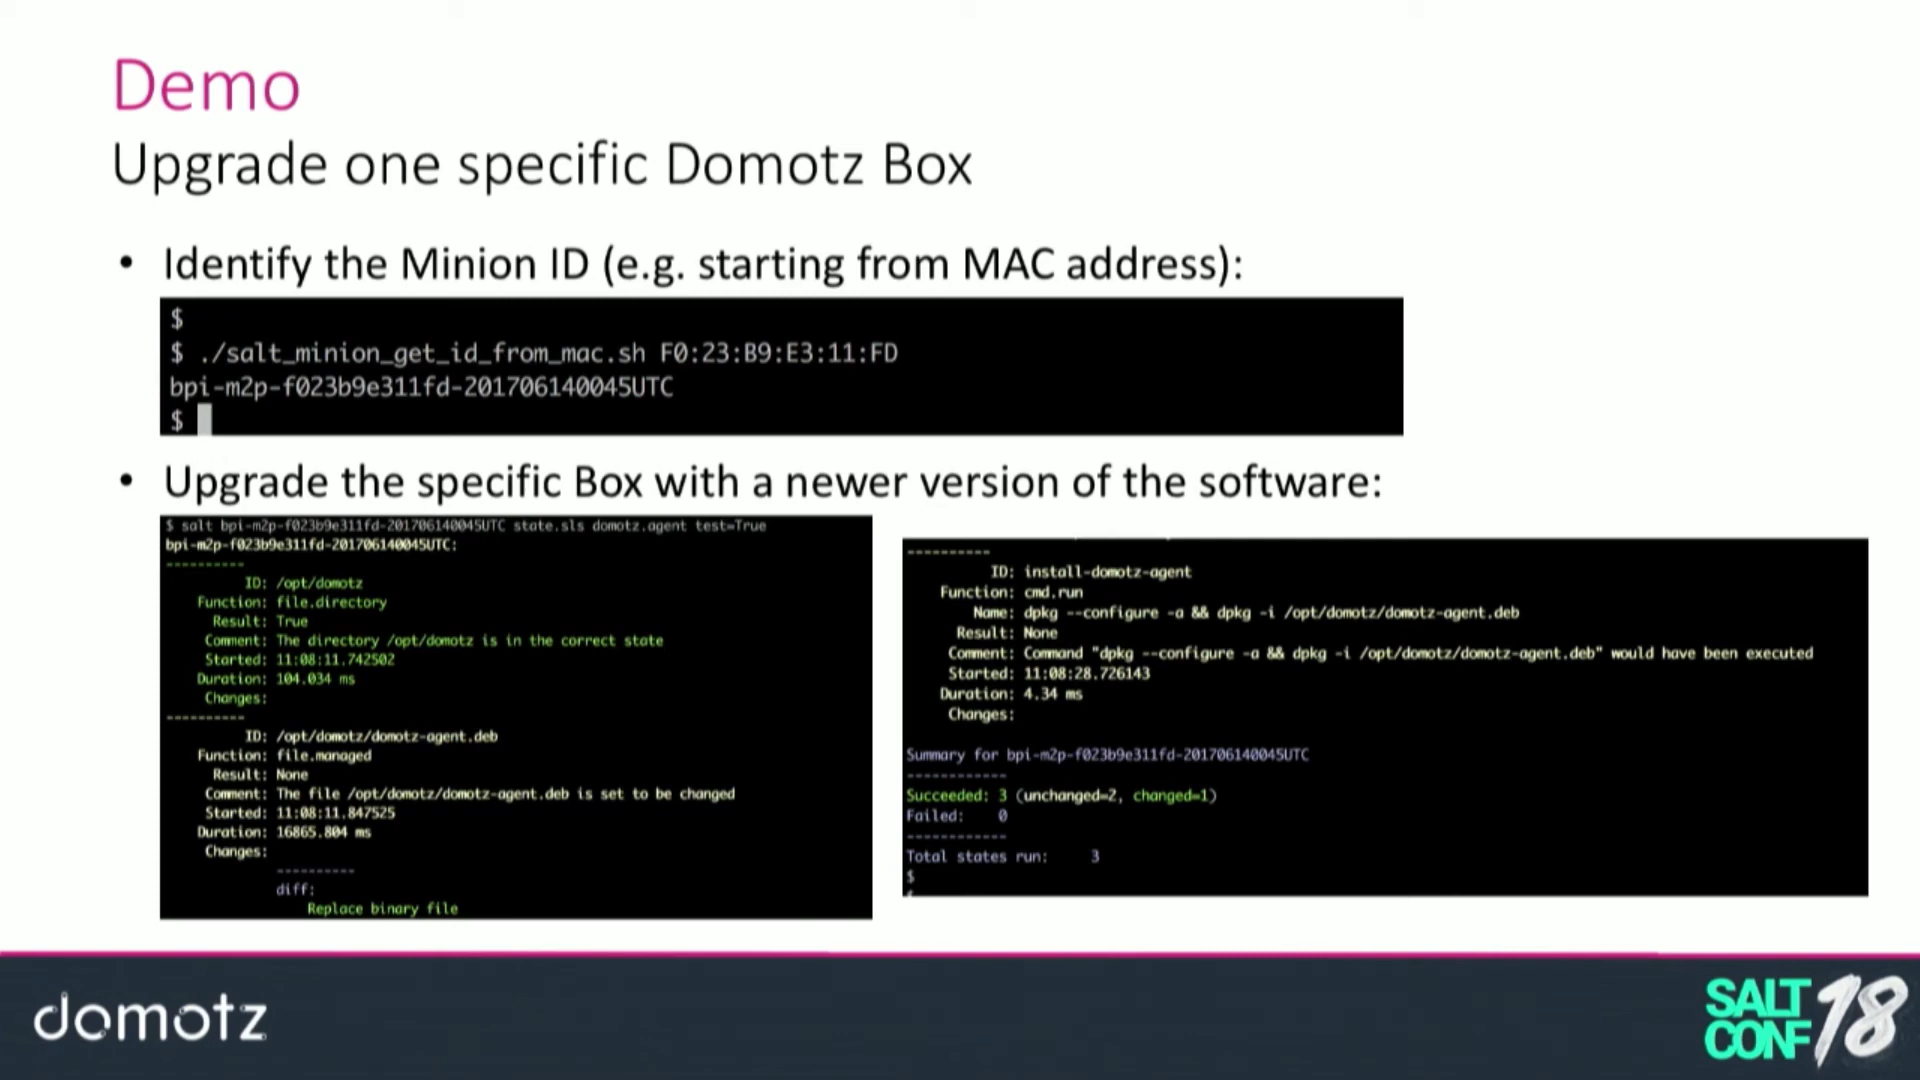 Demo
Upgrade one specific Domotz Box
• Identify the Minion ID (e.g. starting from MAC address):
$
$ ./salt_minion_get_id_from_mac.sh F0:23:B9:E3:11:FD
bpi-m2p-f023b9e311fd-201706140045UTC
$
• Upgrade the specific Box with a newer version of the software:
$ salt bpi-m2p-f023b9e311fd-201706140045UTC state.sls domotz.agent test=True
bpi-m2p-f023b9e311fd-201706140045UTC:
----------
ID: /opt/domotz
Function: file.directory
Result: True
Comment: The directory /opt/domotz is in the correct state
Started: 11:08:11.742502
Duration: 104.034 ms
Changes:
----------
ID: /opt/domotz/domotz-agent.deb
Function: file.managed
Result: None
Comment: The file /opt/domotz/domotz-agent.deb is set to be changed
Started: 11:08:11.847525
Duration: 16865.804 ms
Changes:
----------
diff:
Replace binary file
----------
ID: install-domotz-agent
Function: cmd.run
Name: dpkg --configure -a && dpkg -i /opt/domotz/domotz-agent.deb
Result: None
Comment: Command "dpkg --configure -a && dpkg -i /opt/domotz/domotz-agent.deb" would have been executed
Started: 11:08:28.726143
Duration: 4.34 ms
Changes:
Summary for bpi-m2p-f023b9e311fd-201706140045UTC
------------
Succeeded: 3 (unchanged=2, changed=1)
Failed: 0
------------
Total states run: 3
$
domotz
SALT
CONF 18